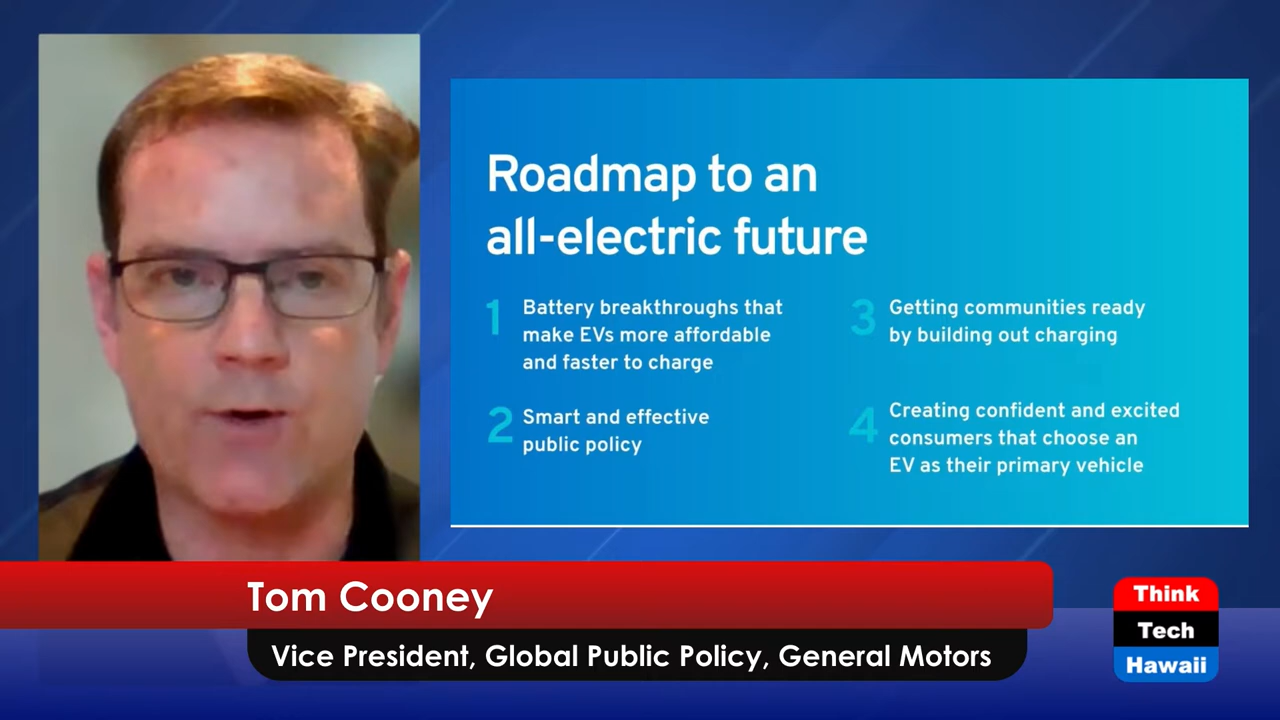 Roadmap to an
all-electric future
1 Battery breakthroughs that
make EVs more affordable
and faster to charge
2 Smart and effective
public policy
3 Getting communities ready
by building out charging
4 Creating confident and excited
consumers that choose an
EV as their primary vehicle
Tom Cooney
Vice President, Global Public Policy, General Motors
Think
Tech
Hawaii